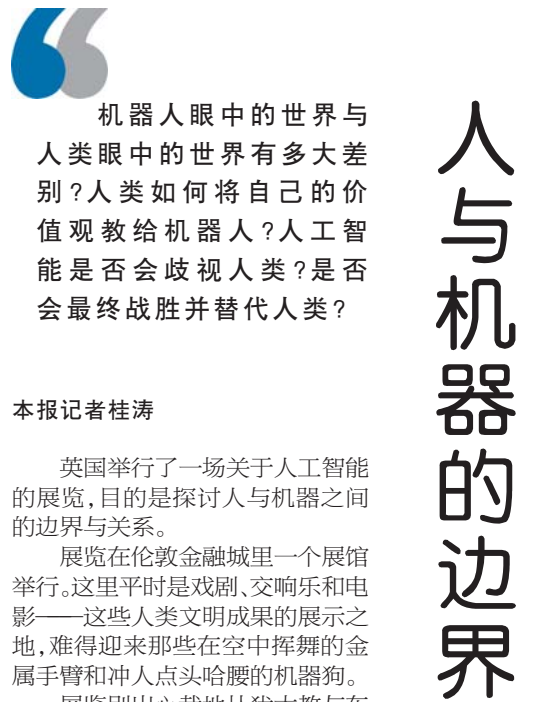 人与机器的边界
机器人眼中的世界与
人类眼中的世界有多大差
别?人类如何将自己的价
值观教给机器人?人工智
能是否会歧视人类?是否
会最终战胜并替代人类?
本报记者桂涛
英国举行了一场关于人工智能
的展览,目的是探讨人与机器之间
的边界与关系。
展览在伦敦金融城里一个展馆
举行。这里平时是戏剧、交响乐和电
影——这些人类文明成果的展示之
地,难得迎来那些在空中挥舞的金
属手臂和冲人点头哈腰的机器狗。